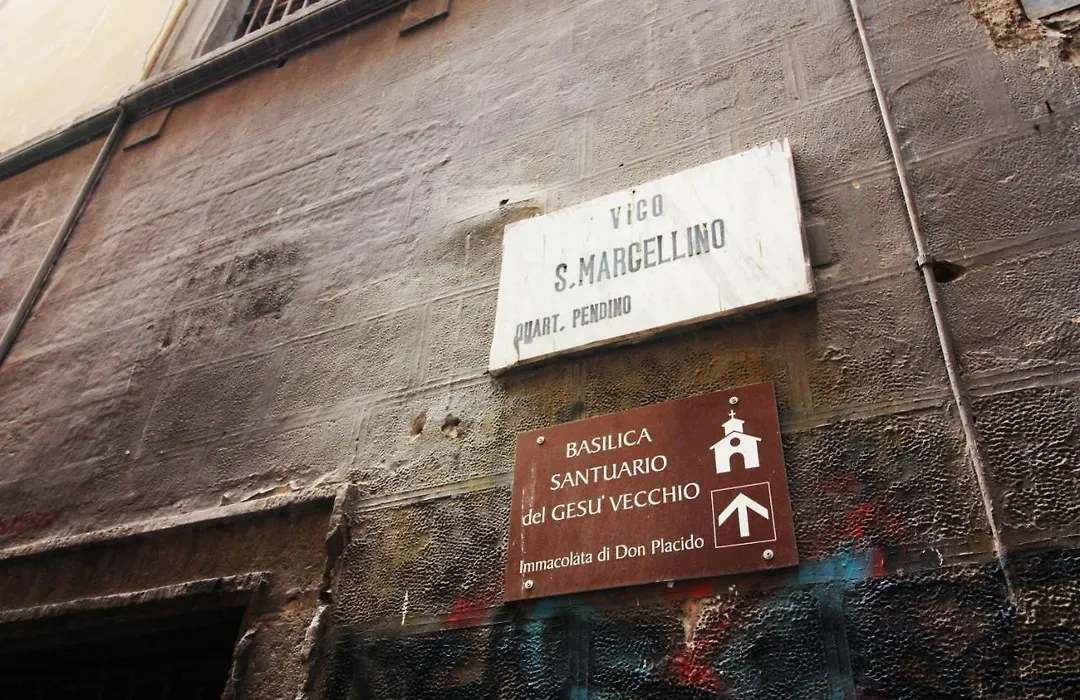 VICO
S. MARCELLINO
QUART. PENDINO
BASILICA
SANTUARIO
del GESU' VECCHIO
Immacolata di Don Placido